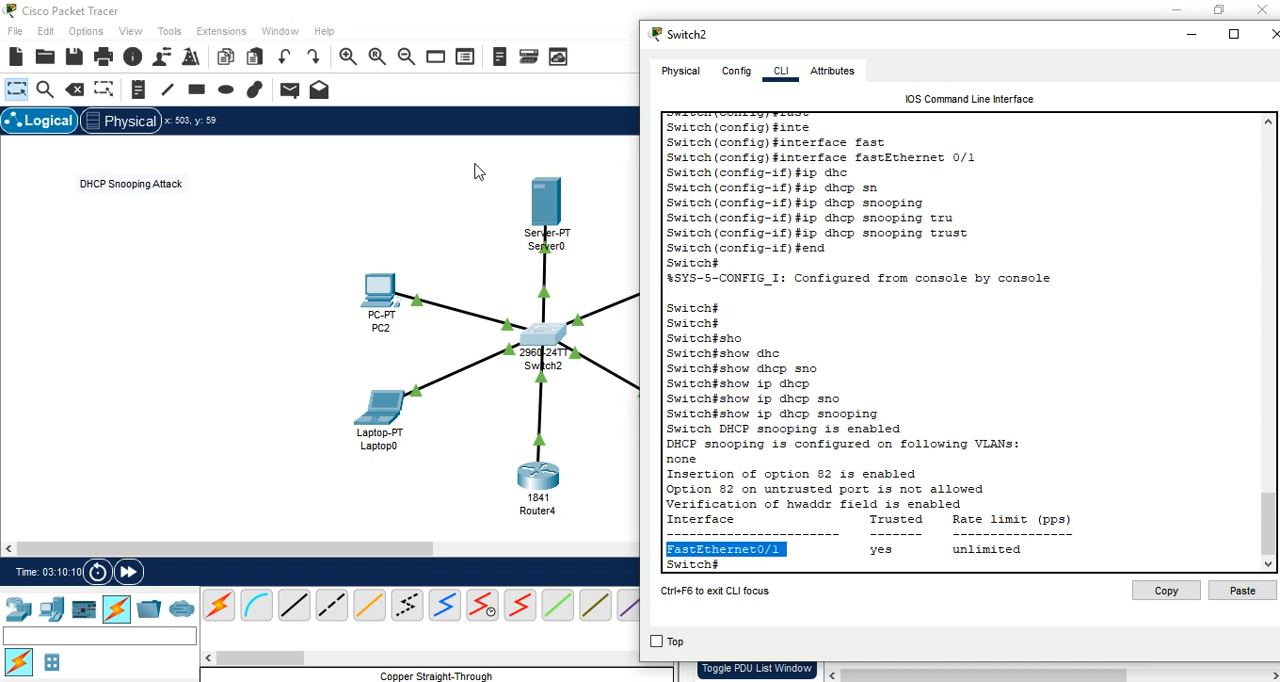 Cisco Packet Tracer
File Edit Options View Tools Extensions Window Help
Logical Physical x: 503, y: 59
DHCP Snooping Attack
Server-PT
Server0
PC-PT
PC2
2960-24TT
Switch2
Laptop-PT
Laptop0
1841
Router4
Time: 03:10:10
Copper Straight-Through
Switch2
Physical Config CLI Attributes
IOS Command Line Interface
Switch(config)#fast
Switch(config)#inte
Switch(config)#interface fast
Switch(config)#interface fastEthernet 0/1
Switch(config-if)#ip dhc
Switch(config-if)#ip dhcp sn
Switch(config-if)#ip dhcp snooping
Switch(config-if)#ip dhcp snooping tru
Switch(config-if)#ip dhcp snooping trust
Switch(config-if)#end
Switch#
%SYS-5-CONFIG_I: Configured from console by console
Switch#
Switch#
Switch#sho
Switch#show dhc
Switch#show dhcp sno
Switch#show ip dhcp
Switch#show ip dhcp sno
Switch#show ip dhcp snooping
Switch DHCP snooping is enabled
DHCP snooping is configured on following VLANs:
none
Insertion of option 82 is enabled
Option 82 on untrusted port is not allowed
Verification of hwaddr field is enabled
Interface Trusted Rate limit (pps)
----------------------- ------- ----------------
FastEthernet0/1 yes unlimited
Switch#
Ctrl+F6 to exit CLI focus
Copy Paste
Top
Toggle PDU List Window